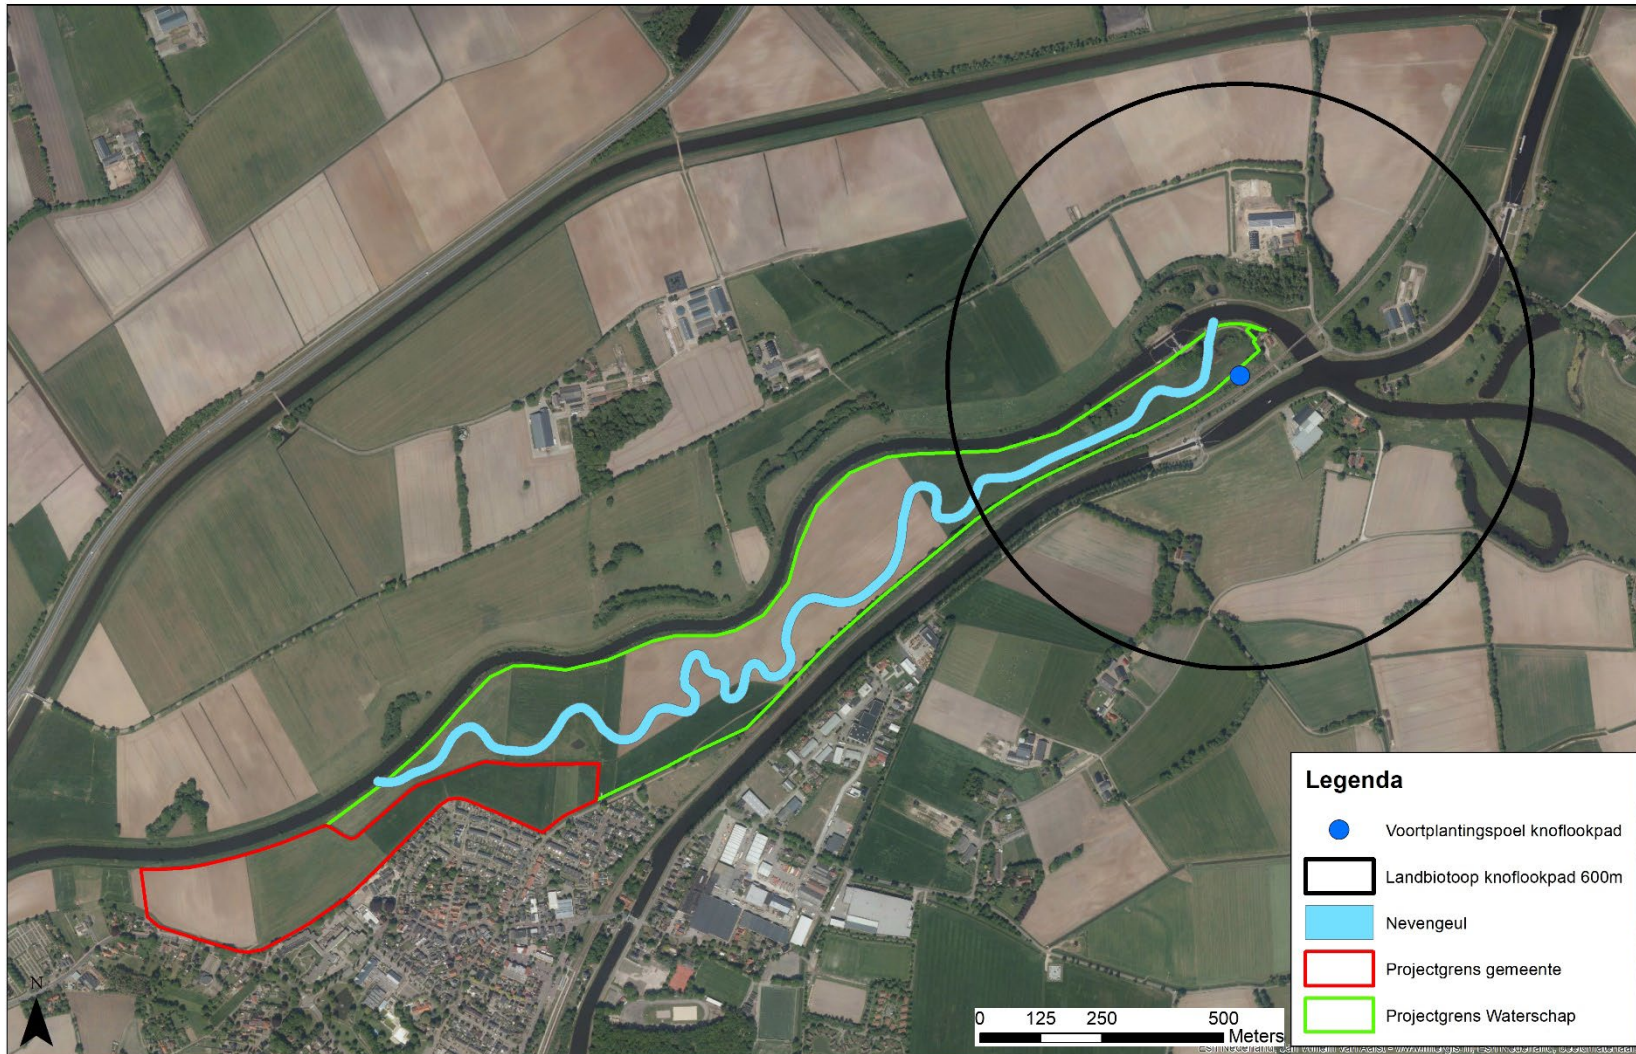 Legenda
Voortplantingspoel knoflookpad
Landbiotoop knoflookpad 600m
Nevengeul
Projectgrens gemeente
Projectgrens Waterschap
N
0 125 250 500
Meters